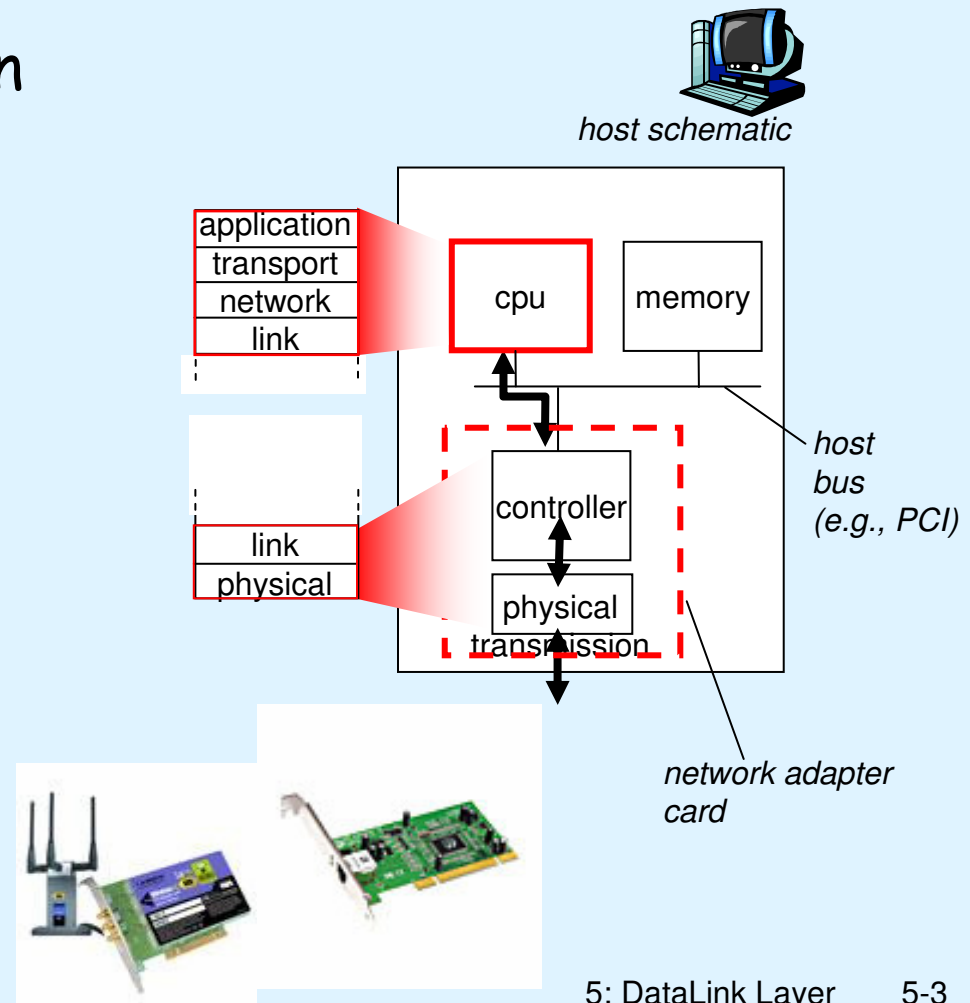 n
host schematic
application
transport
network
link
cpu
memory
host
bus
(e.g., PCI)
controller
link
physical
physical
transmission
network adapter
card
5: DataLink Layer 5-3